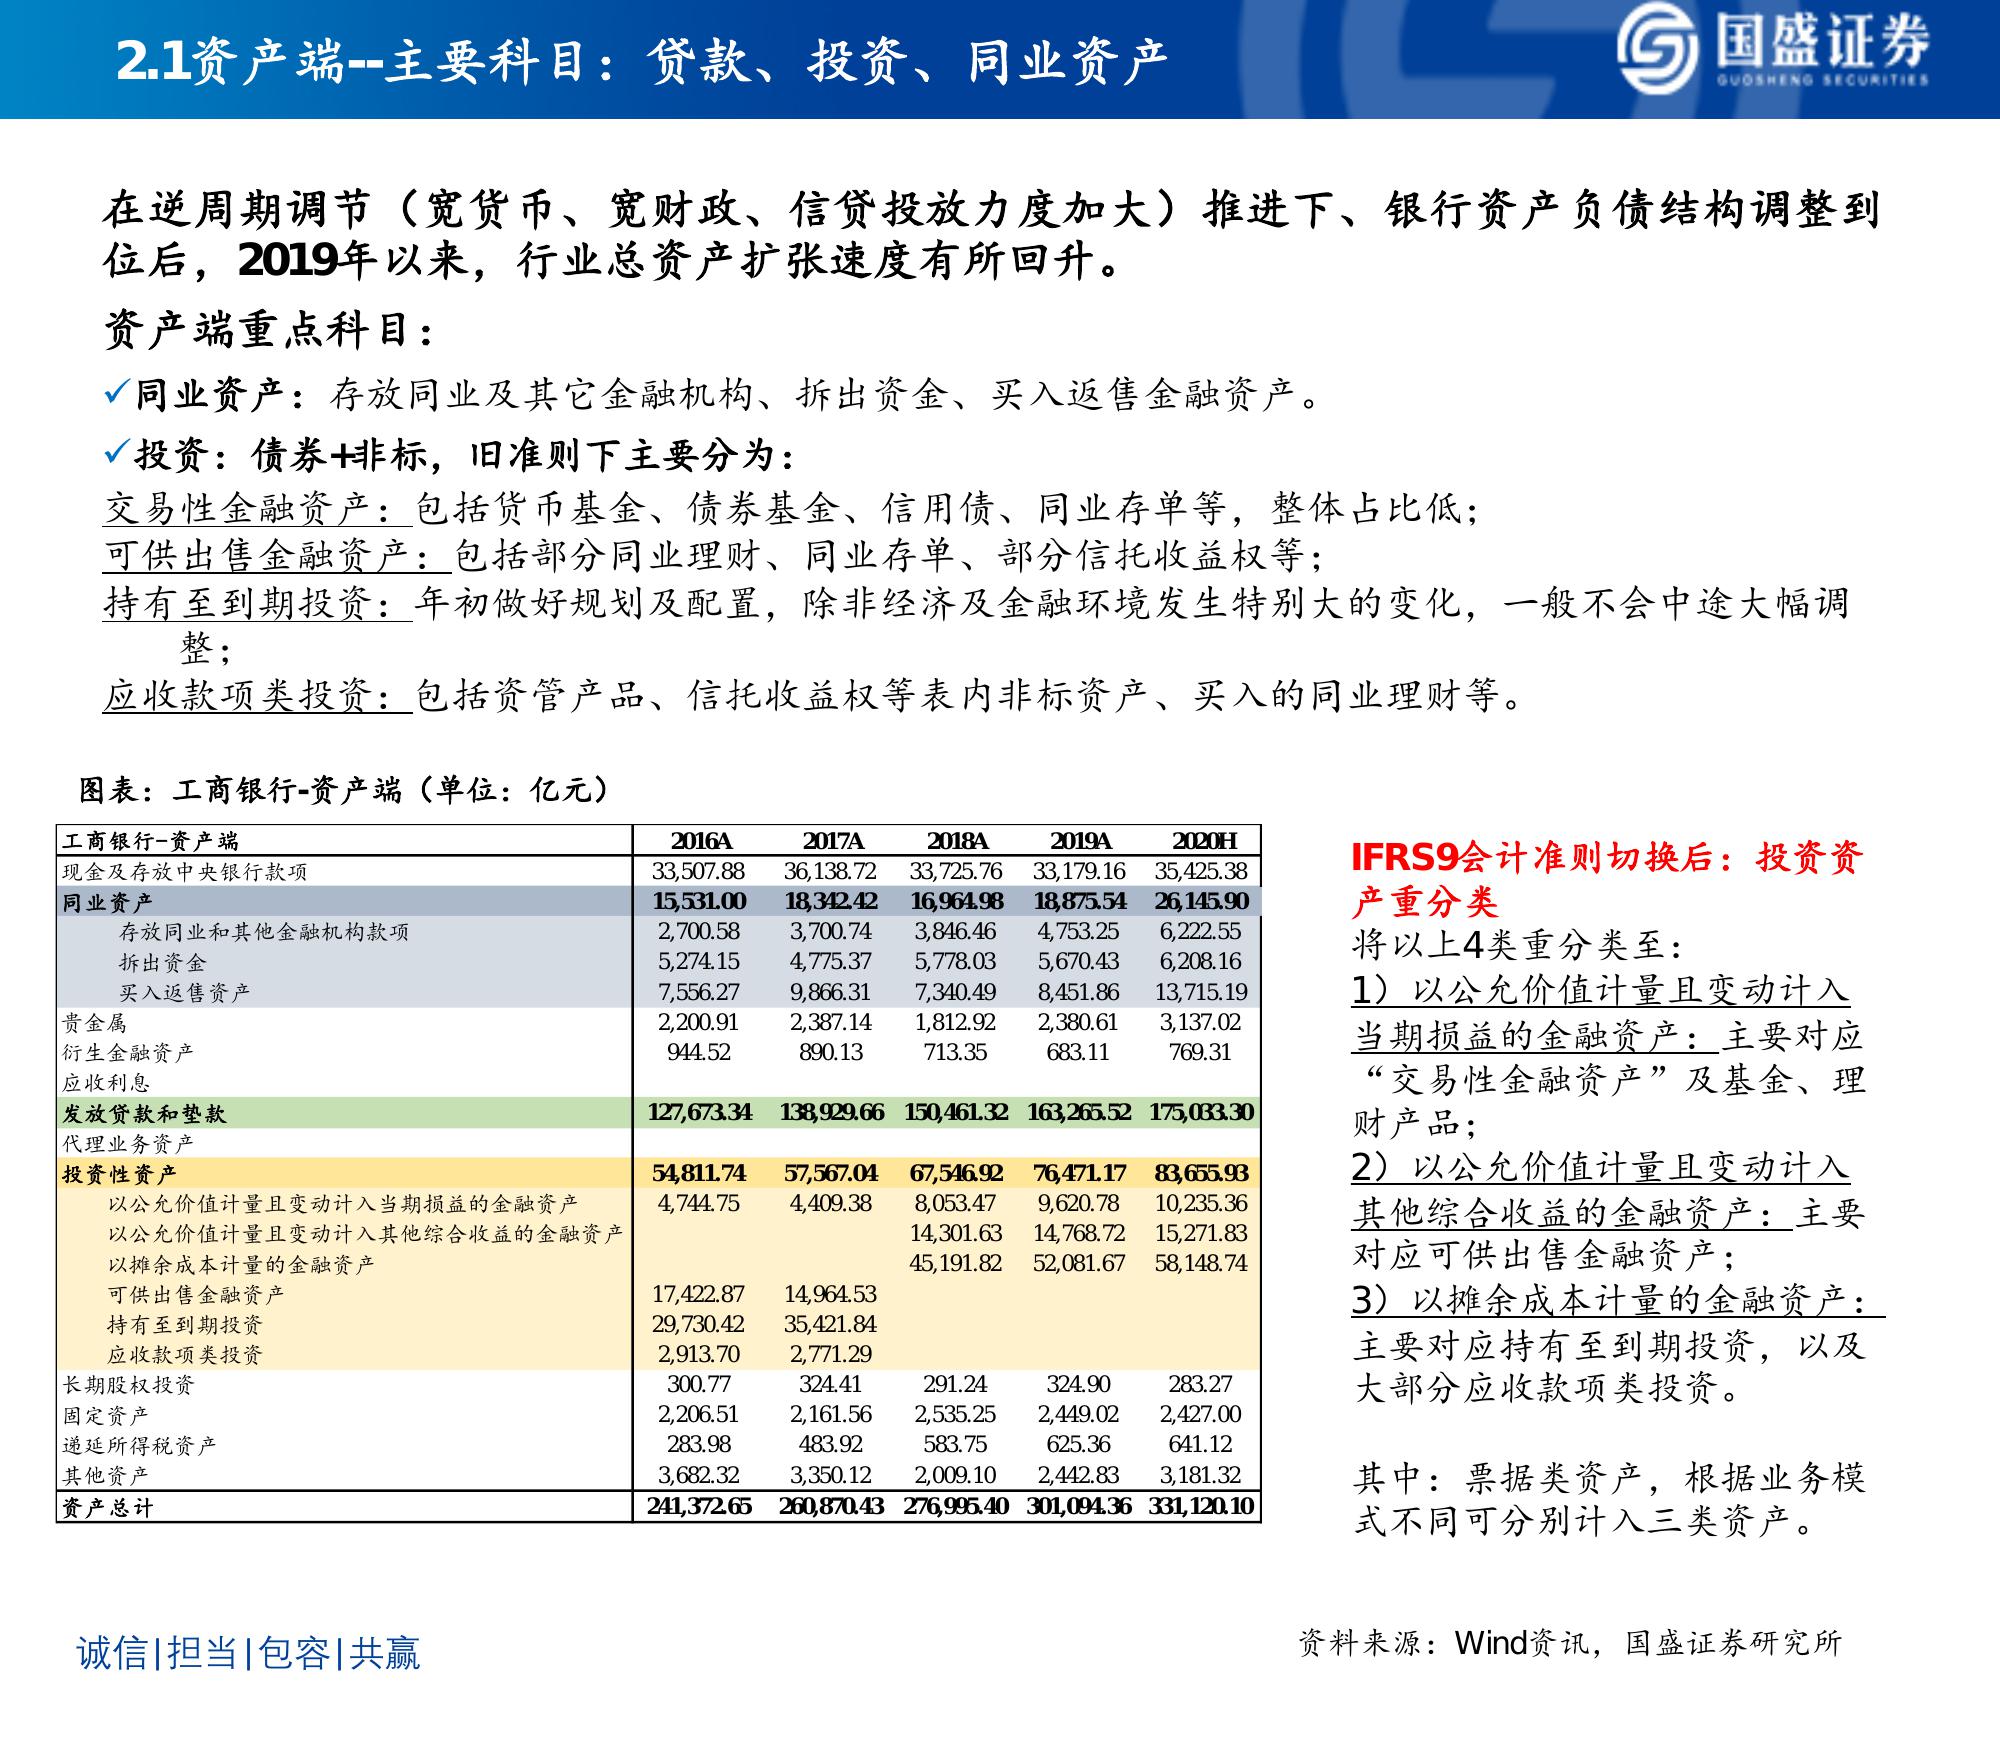 2.1资产端--主要科目：贷款、投资、同业资产
国盛证券
GUOSHENG SECURITIES
在逆周期调节（宽货币、宽财政、信贷投放力度加大）推进下、银行资产负债结构调整到
位后，2019年以来，行业总资产扩张速度有所回升。
资产端重点科目：
✓同业资产：存放同业及其它金融机构、拆出资金、买入返售金融资产。
✓投资：债券+非标，旧准则下主要分为：
交易性金融资产：包括货币基金、债券基金、信用债、同业存单等，整体占比低；
可供出售金融资产：包括部分同业理财、同业存单、部分信托收益权等；
持有至到期投资：年初做好规划及配置，除非经济及金融环境发生特别大的变化，一般不会中途大幅调
整；
应收款项类投资：包括资管产品、信托收益权等表内非标资产、买入的同业理财等。
图表：工商银行-资产端（单位：亿元）
工商银行-资产端 2016A 2017A 2018A 2019A 2020H
现金及存放中央银行款项 33,507.88 36,138.72 33,725.76 33,179.16 35,425.38
同业资产 15,531.00 18,342.42 16,964.98 18,875.54 26,145.90
存放同业和其他金融机构款项 2,700.58 3,700.74 3,846.46 4,753.25 6,222.55
拆出资金 5,274.15 4,775.37 5,778.03 5,670.43 6,208.16
买入返售资产 7,556.27 9,866.31 7,340.49 8,451.86 13,715.19
贵金属 2,200.91 2,387.14 1,812.92 2,380.61 3,137.02
衍生金融资产 944.52 890.13 713.35 683.11 769.31
应收利息
发放贷款和垫款 127,673.34 138,929.66 150,461.32 163,265.52 175,033.30
代理业务资产
投资性资产 54,811.74 57,567.04 67,546.92 76,471.17 83,655.93
以公允价值计量且变动计入当期损益的金融资产 4,744.75 4,409.38 8,053.47 9,620.78 10,235.36
以公允价值计量且变动计入其他综合收益的金融资产 14,301.63 14,768.72 15,271.83
以摊余成本计量的金融资产 45,191.82 52,081.67 58,148.74
可供出售金融资产 17,422.87 14,964.53
持有至到期投资 29,730.42 35,421.84
应收款项类投资 2,913.70 2,771.29
长期股权投资 300.77 324.41 291.24 324.90 283.27
固定资产 2,206.51 2,161.56 2,535.25 2,449.02 2,427.00
递延所得税资产 283.98 483.92 583.75 625.36 641.12
其他资产 3,682.32 3,350.12 2,009.10 2,442.83 3,181.32
资产总计 241,372.65 260,870.43 276,995.40 301,094.36 331,120.10
IFRS9会计准则切换后：投资资
产重分类
将以上4类重分类至：
1）以公允价值计量且变动计入
当期损益的金融资产：主要对应
“交易性金融资产”及基金、理
财产品；
2）以公允价值计量且变动计入
其他综合收益的金融资产：主要
对应可供出售金融资产；
3）以摊余成本计量的金融资产：
主要对应持有至到期投资，以及
大部分应收款项类投资。
其中：票据类资产，根据业务模
式不同可分别计入三类资产。
诚信|担当|包容|共赢
资料来源：Wind资讯，国盛证券研究所